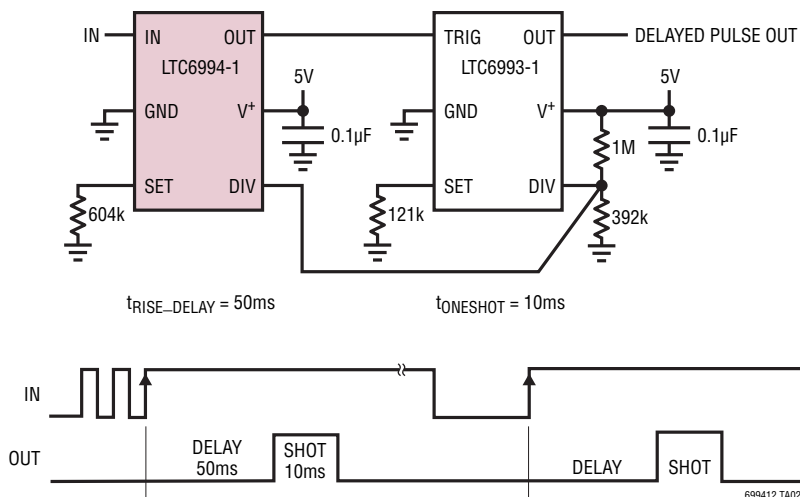 IN IN OUT TRIG OUT DELAYED PULSE OUT
LTC6994-1 LTC6993-1
5V 5V
GND V+ GND V+
0.1µF 1M 0.1µF
SET DIV SET DIV
604k 121k 392k
tRISE_DELAY = 50ms tONESHOT = 10ms
IN
OUT DELAY SHOT DELAY SHOT
50ms 10ms
699412 TA02